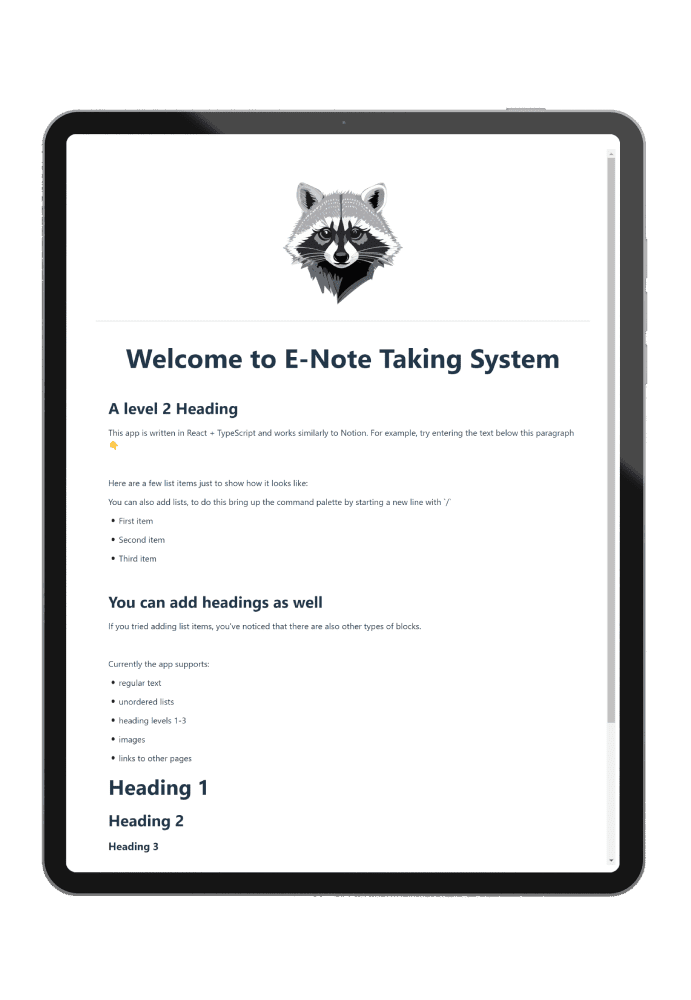 Welcome to E-Note Taking System
A level 2 Heading
This app is written in React + TypeScript and works similarly to Notion. For example, try entering the text below this paragraph
👇
Here are a few list items just to show how it looks like:
You can also add lists, to do this bring up the command palette by starting a new line with `/`
• First item
• Second item
• Third item
You can add headings as well
If you tried adding list items, you've noticed that there are also other types of blocks.
Currently the app supports:
• regular text
• unordered lists
• heading levels 1-3
• images
• links to other pages
Heading 1
Heading 2
Heading 3